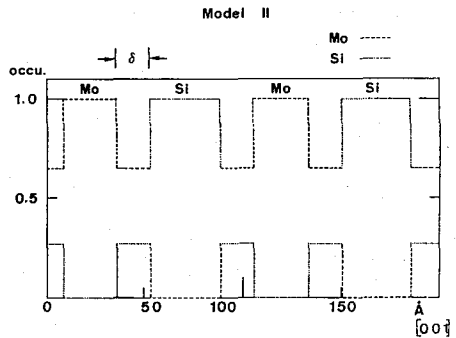 Model II
δ
Mo
Si
occu.
Mo Si Mo Si
1.0
0.5
0 50 100 150 Å
[001]